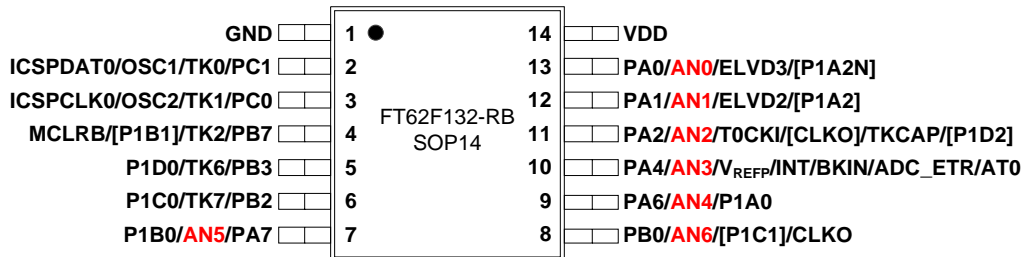 GND 1 14 VDD
ICSPDAT0/OSC1/TK0/PC1 2 13 PA0/AN0/ELVD3/[P1A2N]
ICSPCLK0/OSC2/TK1/PC0 3 12 PA1/AN1/ELVD2/[P1A2]
FT62F132-RB
MCLRB/[P1B1]/TK2/PB7 4 11 PA2/AN2/T0CKI/[CLKO]/TKCAP/[P1D2]
SOP14
P1D0/TK6/PB3 5 10 PA4/AN3/VREFP/INT/BKIN/ADC_ETR/AT0
P1C0/TK7/PB2 6 9 PA6/AN4/P1A0
P1B0/AN5/PA7 7 8 PB0/AN6/[P1C1]/CLKO